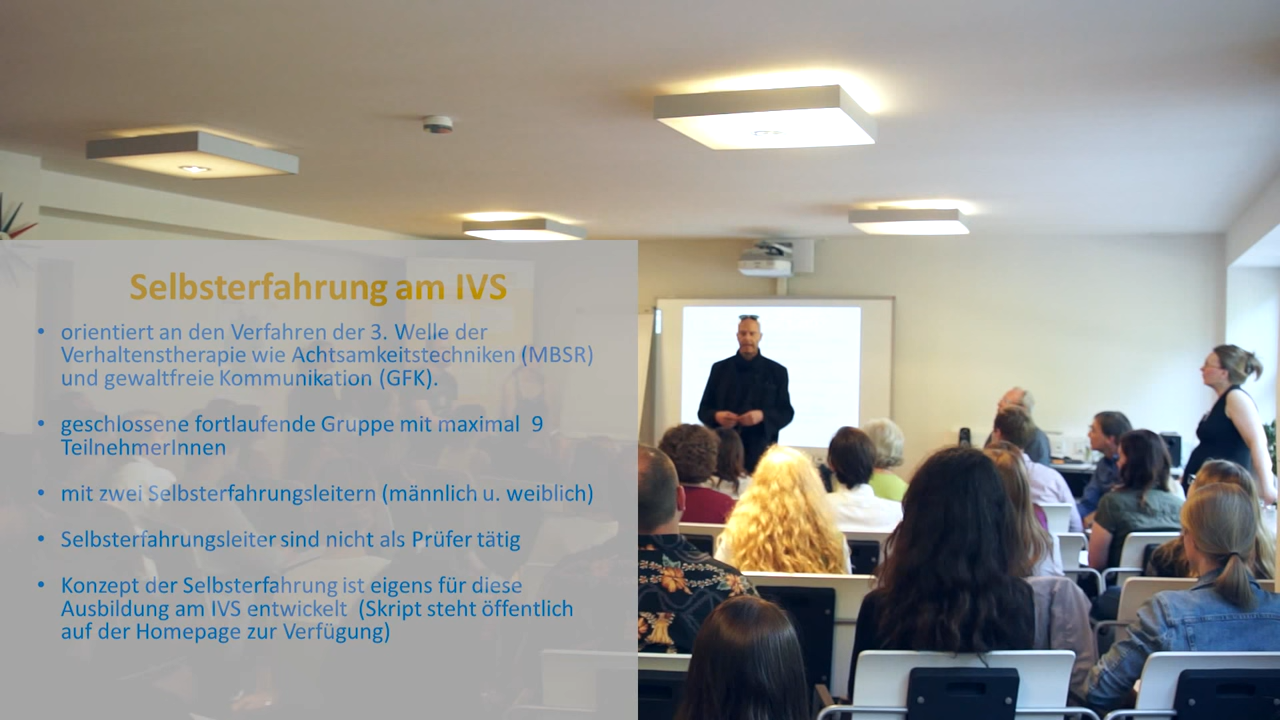 Selbsterfahrung am IVS
• orientiert an den Verfahren der 3. Welle der
Verhaltenstherapie wie Achtsamkeitstechniken (MBSR)
und gewaltfreie Kommunikation (GFK).
• geschlossene fortlaufende Gruppe mit maximal 9
TeilnehmerInnen
• mit zwei Selbsterfahrungsleitern (männlich u. weiblich)
• Selbsterfahrungsleiter sind nicht als Prüfer tätig
• Konzept der Selbsterfahrung ist eigens für diese
Ausbildung am IVS entwickelt (Skript steht öffentlich
auf der Homepage zur Verfügung)